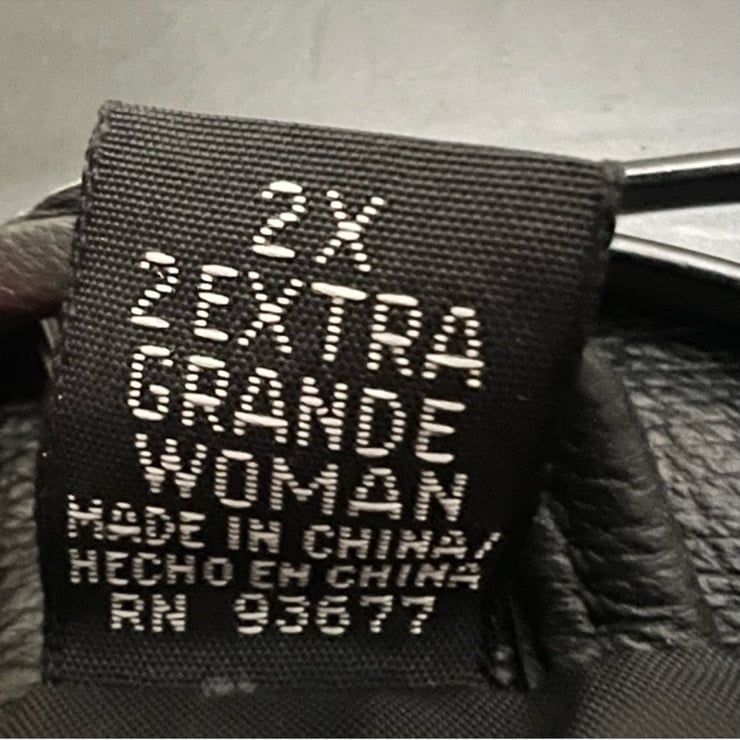 2X
2EXTRA
GRANDE
WOMAN
MADE IN CHINA/
HECHO EN CHINA
RN 93677